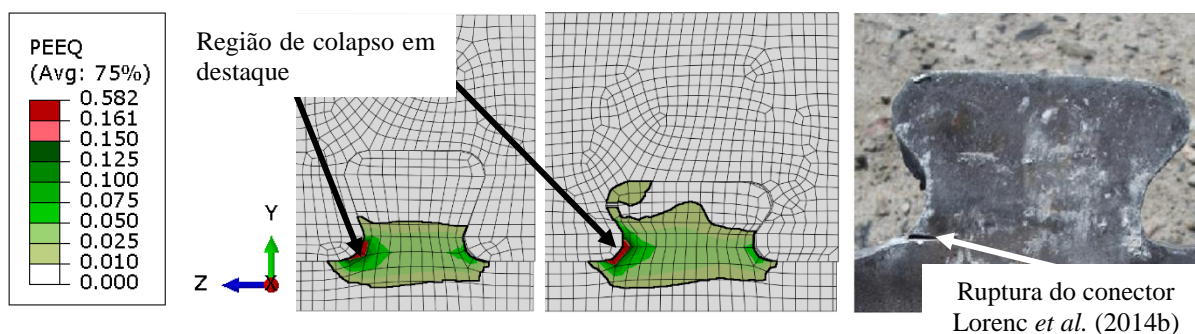 PEEQ
(Avg: 75%)
0.582
0.161
0.150
0.125
0.100
0.075
0.050
0.025
0.010
0.000
Região de colapso em
destaque
Y
Z
X
Ruptura do conector
Lorenc et al. (2014b)